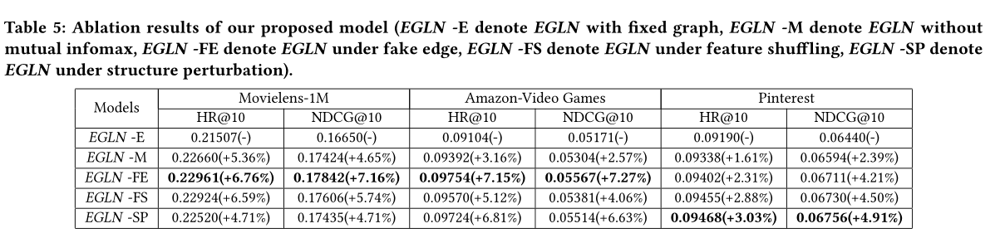 Table 5: Ablation results of our proposed model (EGLN -E denote EGLN with fixed graph, EGLN -M denote EGLN without
mutual infomax, EGLN -FE denote EGLN under fake edge, EGLN -FS denote EGLN under feature shuffling, EGLN -SP denote
EGLN under structure perturbation).
Models Movielens-1M Amazon-Video Games Pinterest
HR@10 NDCG@10 HR@10 NDCG@10 HR@10 NDCG@10
EGLN -E 0.21507(-) 0.16650(-) 0.09104(-) 0.05171(-) 0.09190(-) 0.06440(-)
EGLN -M 0.22660(+5.36%) 0.17424(+4.65%) 0.09392(+3.16%) 0.05304(+2.57%) 0.09338(+1.61%) 0.06594(+2.39%)
EGLN -FE 0.22961(+6.76%) 0.17842(+7.16%) 0.09754(+7.15%) 0.05567(+7.27%) 0.09402(+2.31%) 0.06711(+4.21%)
EGLN -FS 0.22924(+6.59%) 0.17606(+5.74%) 0.09570(+5.12%) 0.05381(+4.06%) 0.09455(+2.88%) 0.06730(+4.50%)
EGLN -SP 0.22520(+4.71%) 0.17435(+4.71%) 0.09724(+6.81%) 0.05514(+6.63%) 0.09468(+3.03%) 0.06756(+4.91%)